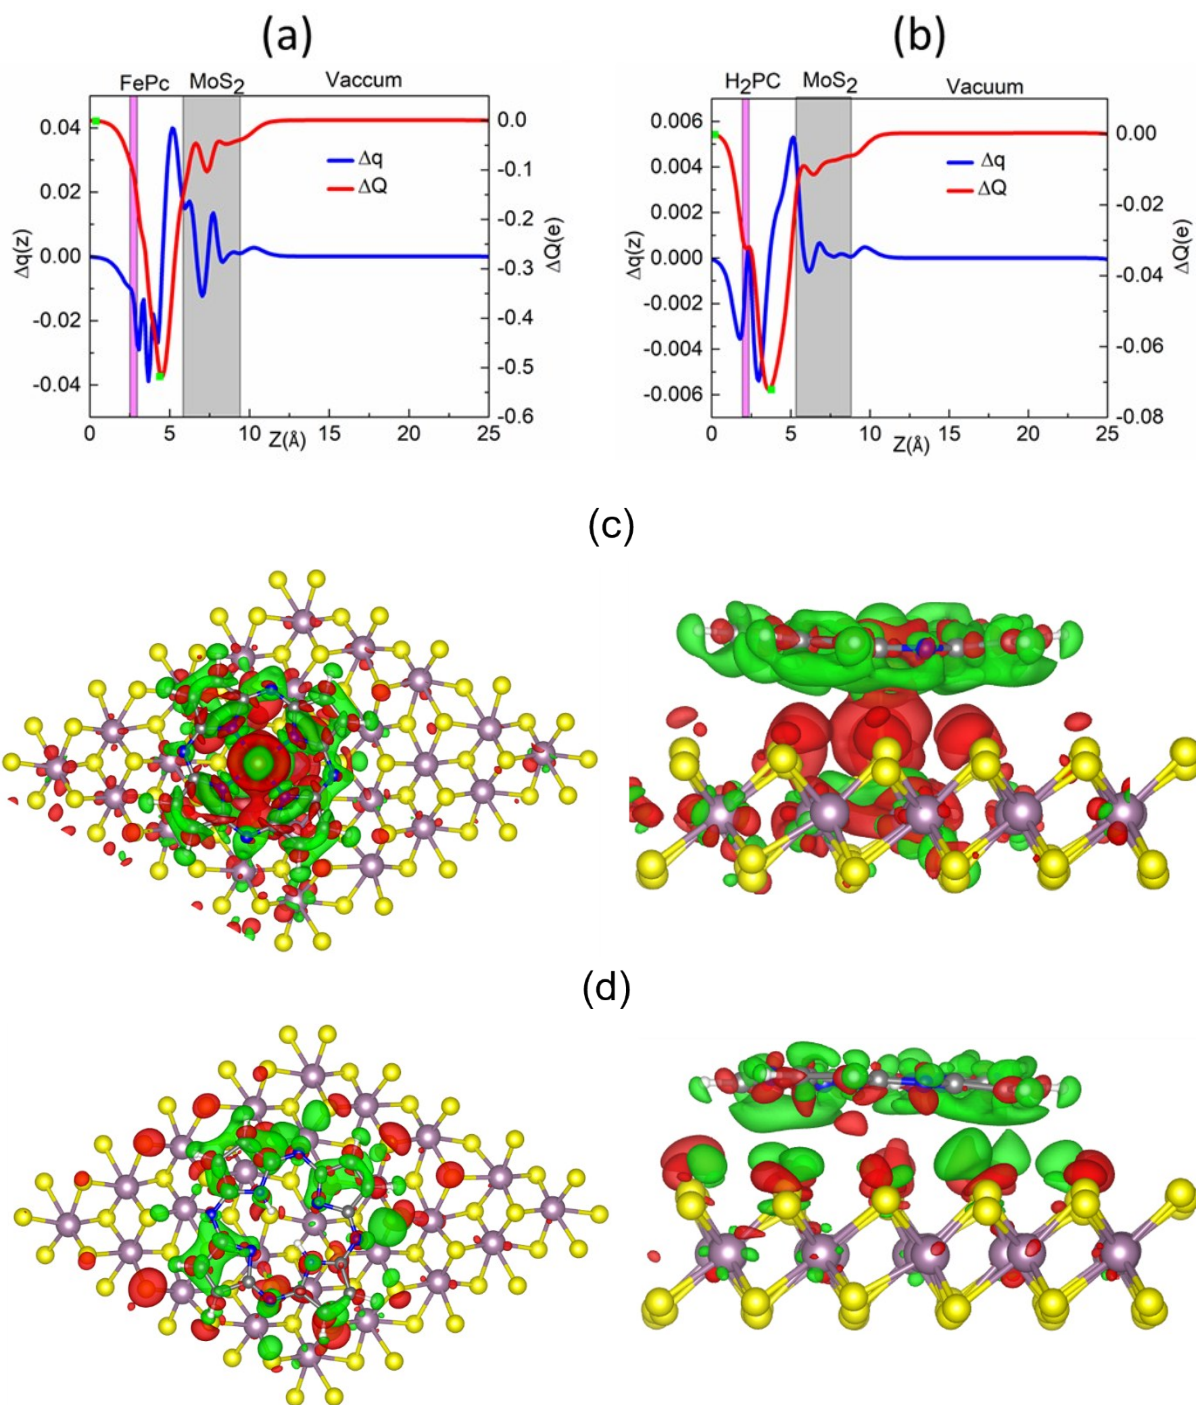 (a)
(b)
FePc MoS2 Vaccum
H2PC MoS2 Vacuum
0.04
0.02
0.00
-0.02
-0.04
Δq(z)
Δq
ΔQ
0.0
-0.1
-0.2
-0.3
-0.4
-0.5
-0.6
ΔQ(e)
0 5 10 15 20 25
Z(Å)
0.006
0.004
0.002
0.000
-0.002
-0.004
-0.006
Δq(z)
Δq
ΔQ
0.00
-0.02
-0.04
-0.06
-0.08
ΔQ(e)
0 5 10 15 20 25
Z(Å)
(c)
(d)